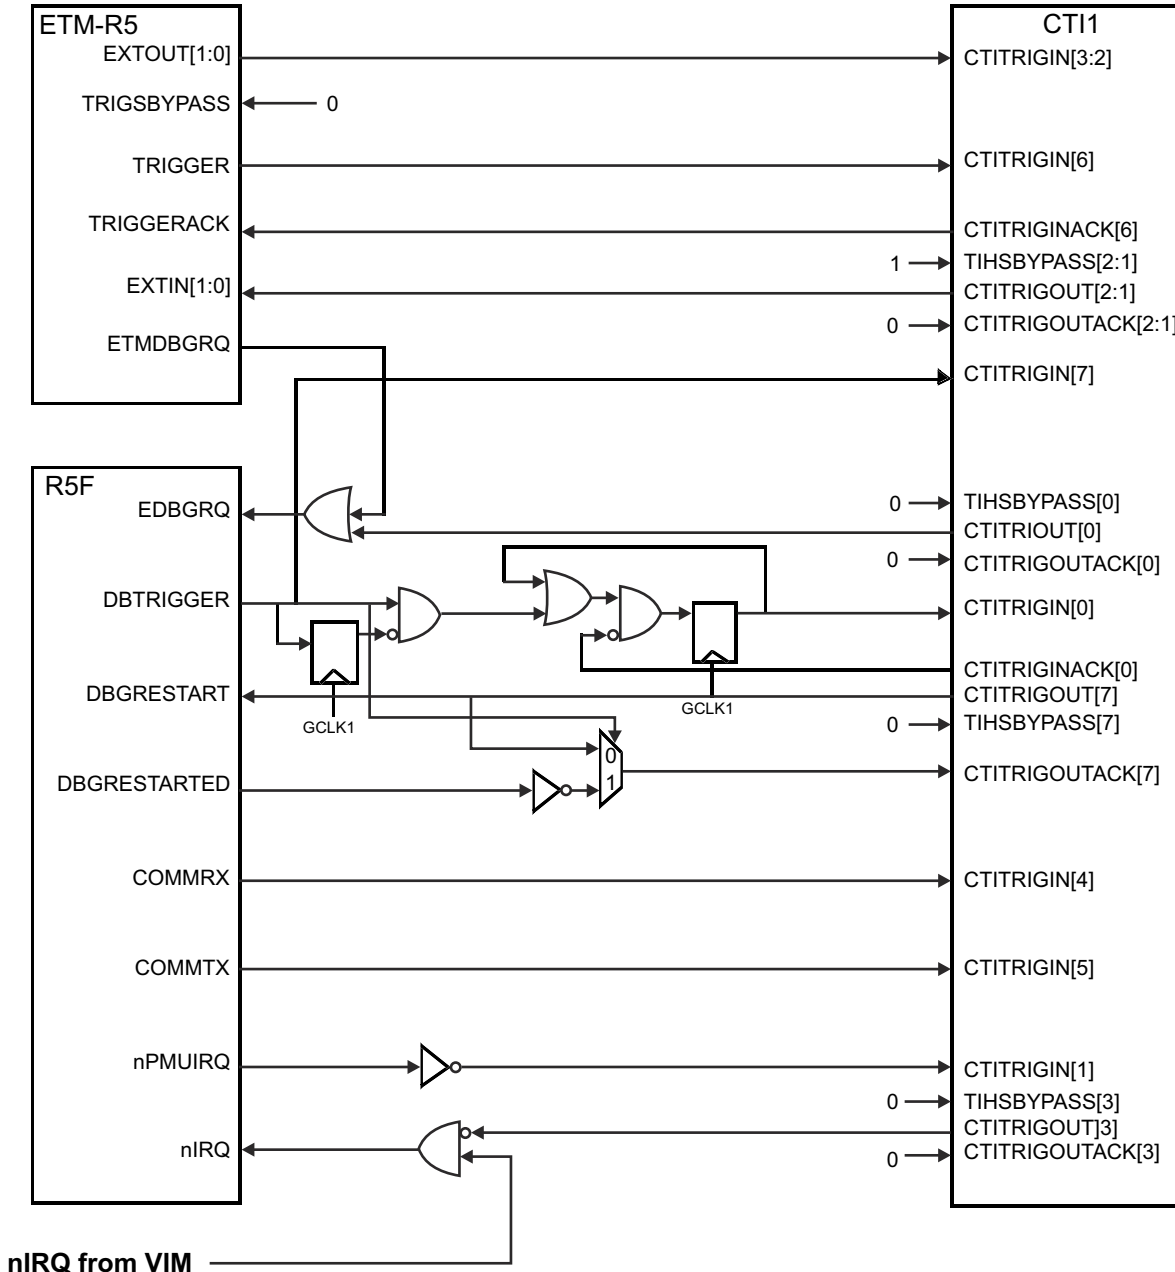 ETM-R5
CTI1
EXTOUT[1:0]
CTITRIGIN[3:2]
TRIGSBYPASS
0
TRIGGER
CTITRIGIN[6]
TRIGGERACK
CTITRIGINACK[6]
1
TIHSBYPASS[2:1]
EXTIN[1:0]
CTITRIGOUT[2:1]
0
CTITRIGOUTACK[2:1]
ETMDBGRQ
CTITRIGIN[7]
R5F
EDBGRQ
0
TIHSBYPASS[0]
CTITRIOUT[0]
0
CTITRIGOUTACK[0]
DBTRIGGER
CTITRIGIN[0]
CTITRIGINACK[0]
DBGRESTART
CTITRIGOUT[7]
GCLK1
GCLK1
0
TIHSBYPASS[7]
0
1
DBGRESTARTED
CTITRIGOUTACK[7]
COMMRX
CTITRIGIN[4]
COMMTX
CTITRIGIN[5]
nPMUIRQ
CTITRIGIN[1]
0
TIHSBYPASS[3]
CTITRIGOUT]3]
nIRQ
0
CTITRIGOUTACK[3]
nIRQ from VIM